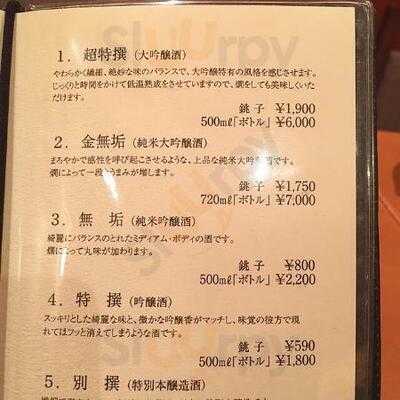 1. 超特撰 (大吟醸酒)
やわらかく繊細、絶妙な味のバランスで、大吟醸特有の風格を感じさせます。
じっくりと時間をかけて低温熟成をさせていますので、燗をしても美味しくいた
だけます。
銚子 ¥1,900
500mℓ「ボトル」 ¥6,000
2. 金無垢 (純米大吟醸酒)
まろやかで感性を呼び起こさせるような、上品な純米大吟醸酒です。
燗によって一段とうまみが増します。
銚子 ¥1,750
720mℓ「ボトル」 ¥7,000
3. 無垢 (純米吟醸酒)
綺麗にバランスのとれたミディアム・ボディの酒です。
燗によって丸味が加わります。
銚子 ¥800
500mℓ「ボトル」 ¥2,200
4. 特撰 (吟醸酒)
スッキリとした綺麗な味と、微かな吟醸香がマッチし、味覚の彼方で現
れてはフッと消えてしまうような酒です。
銚子 ¥590
500mℓ「ボトル」 ¥1,800
5. 別撰 (特別本醸造酒)